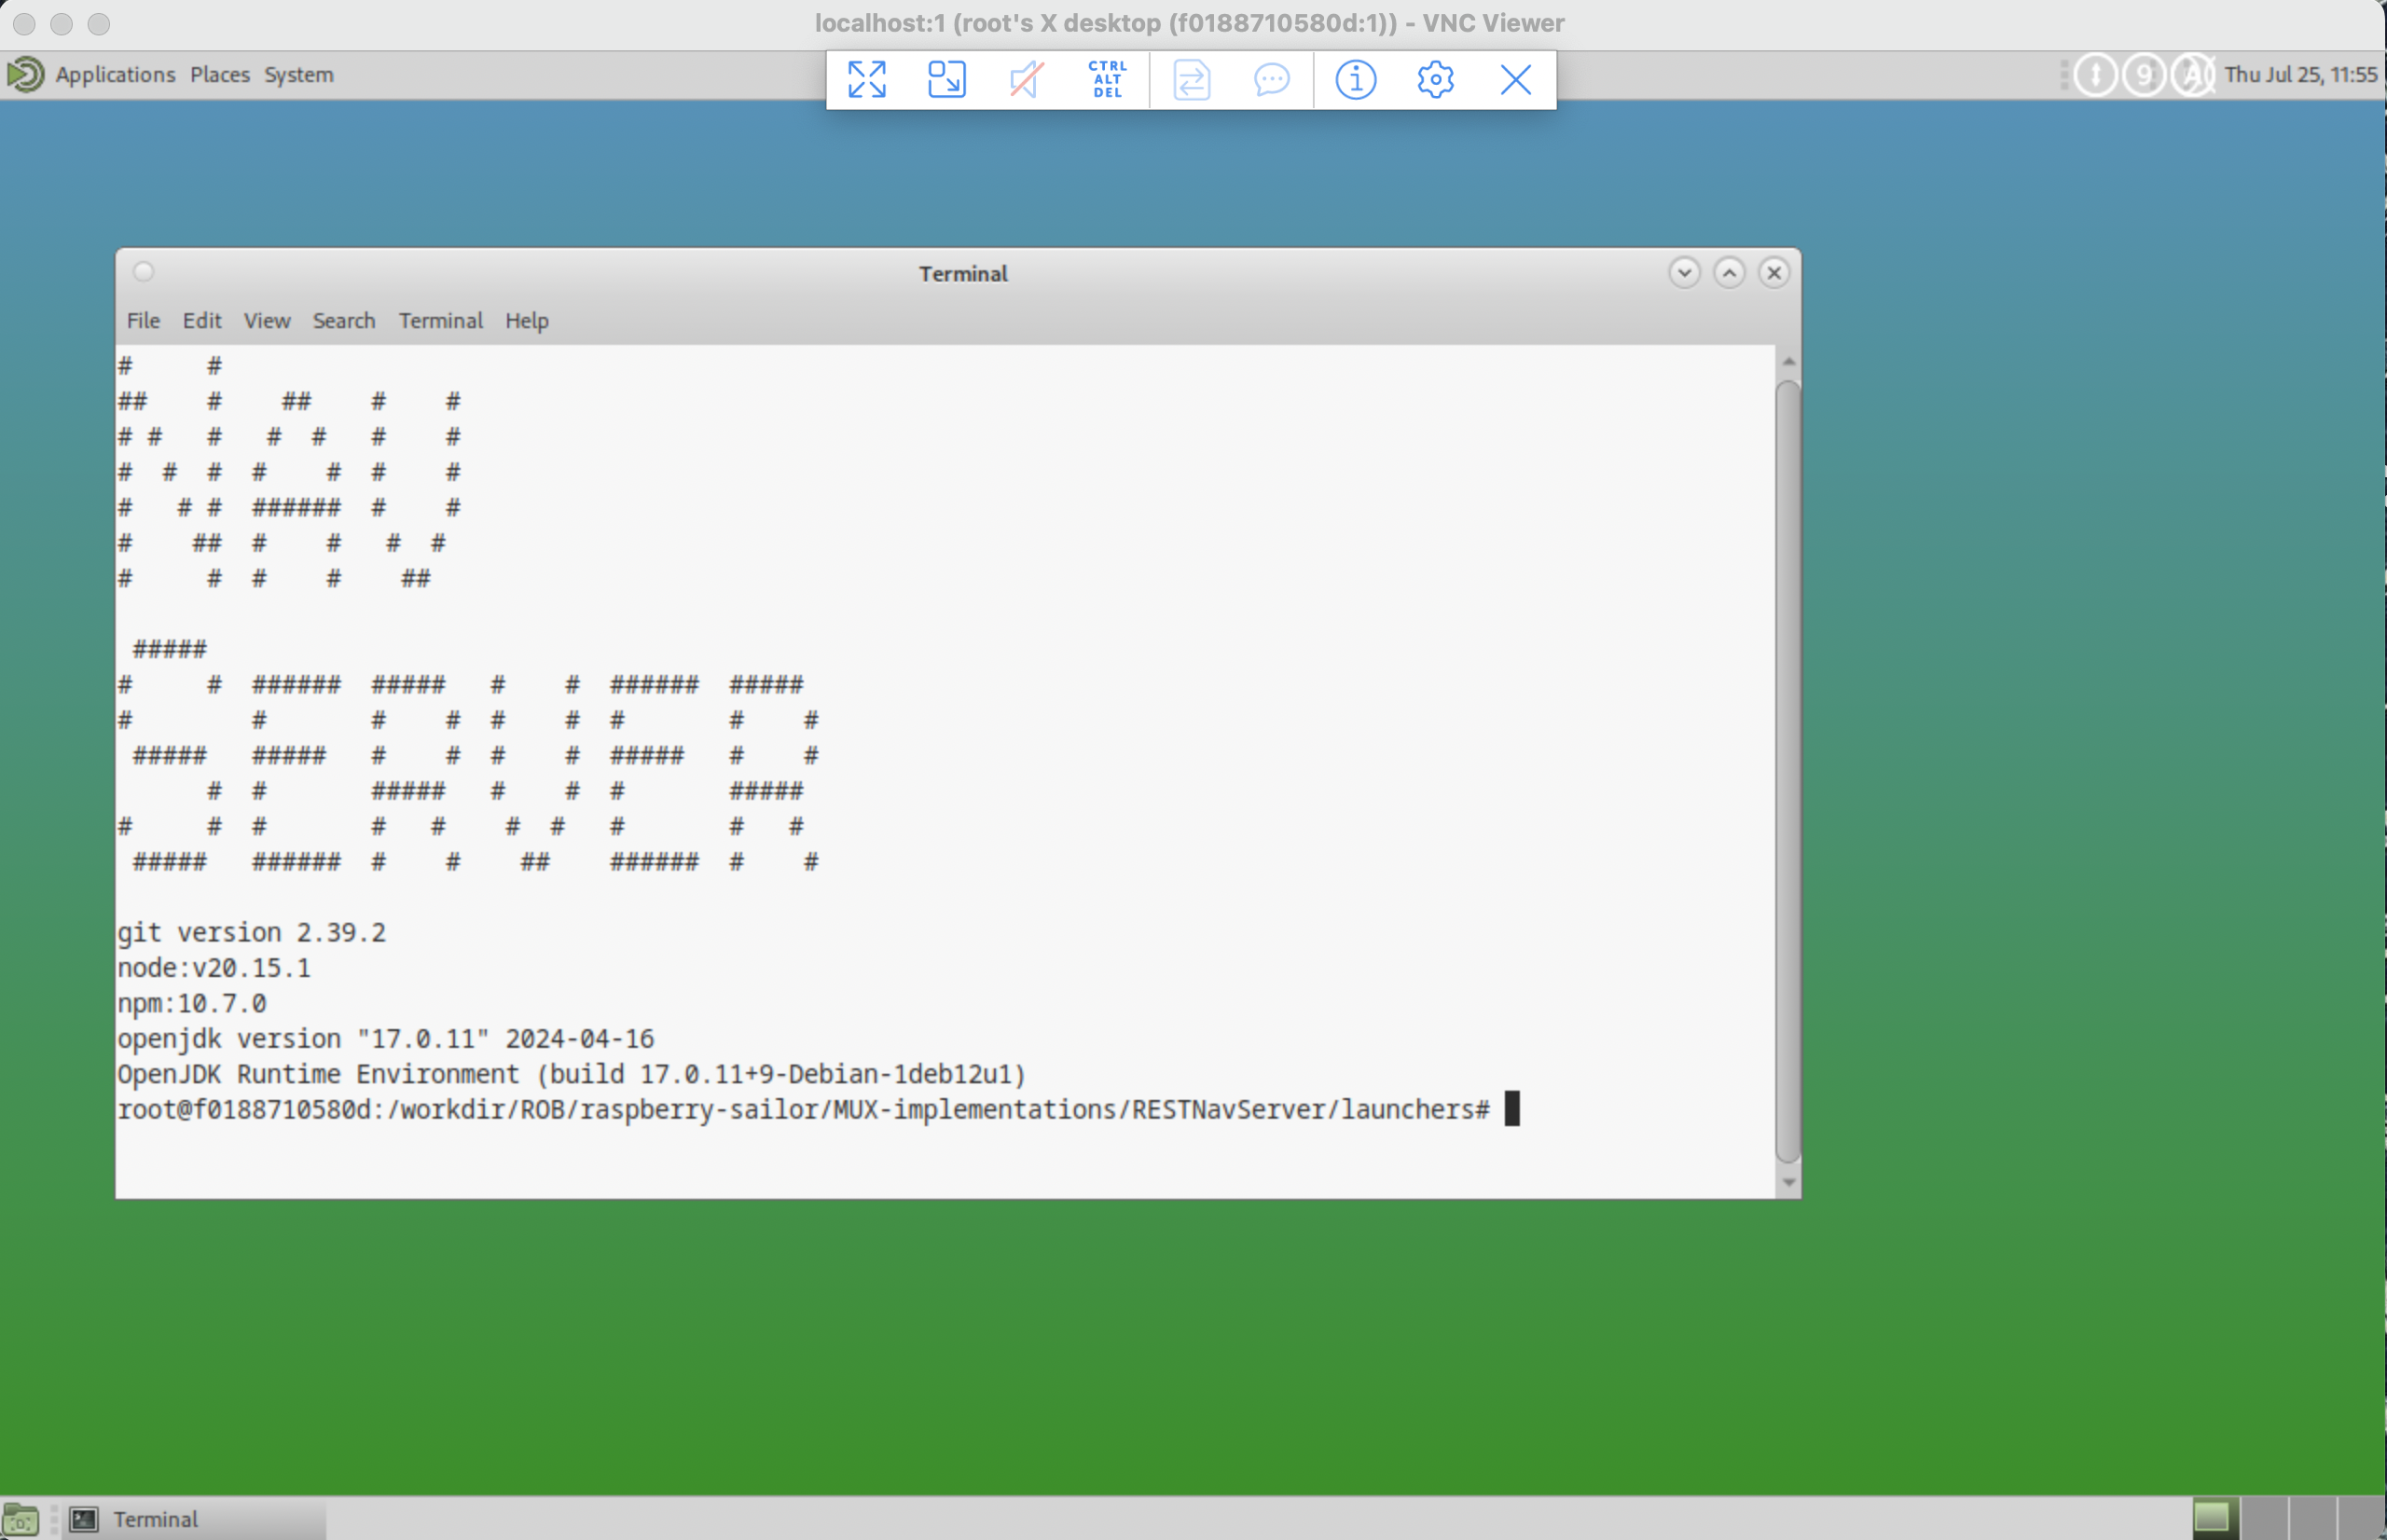 localhost:1 (root's X desktop (f0188710580d:1)) - VNC Viewer
Applications Places System
CTRL
ALT
DEL
Thu Jul 25, 11:55
Terminal
File Edit View Search Terminal Help
#     #
##    #    ##    #    #
# #   #   #  #   #    #
#  #  #  #    #  #    #
#   # #  ######  #    #
#    ##  #    #   #  #
#     #  #    #    ##
 #####
#     #  ######  #####   #    #  ######  #####
#        #       #    #  #    #  #       #    #
 #####   #####   #    #  #    #  #####   #    #
      #  #       #####   #    #  #       #####
#     #  #       #   #    #  #   #       #   #
 #####   ######  #    #    ##    ######  #    #
git version 2.39.2
node:v20.15.1
npm:10.7.0
openjdk version "17.0.11" 2024-04-16
OpenJDK Runtime Environment (build 17.0.11+9-Debian-1deb12u1)
root@f0188710580d:/workdir/ROB/raspberry-sailor/MUX-implementations/RESTNavServer/launchers#
Terminal